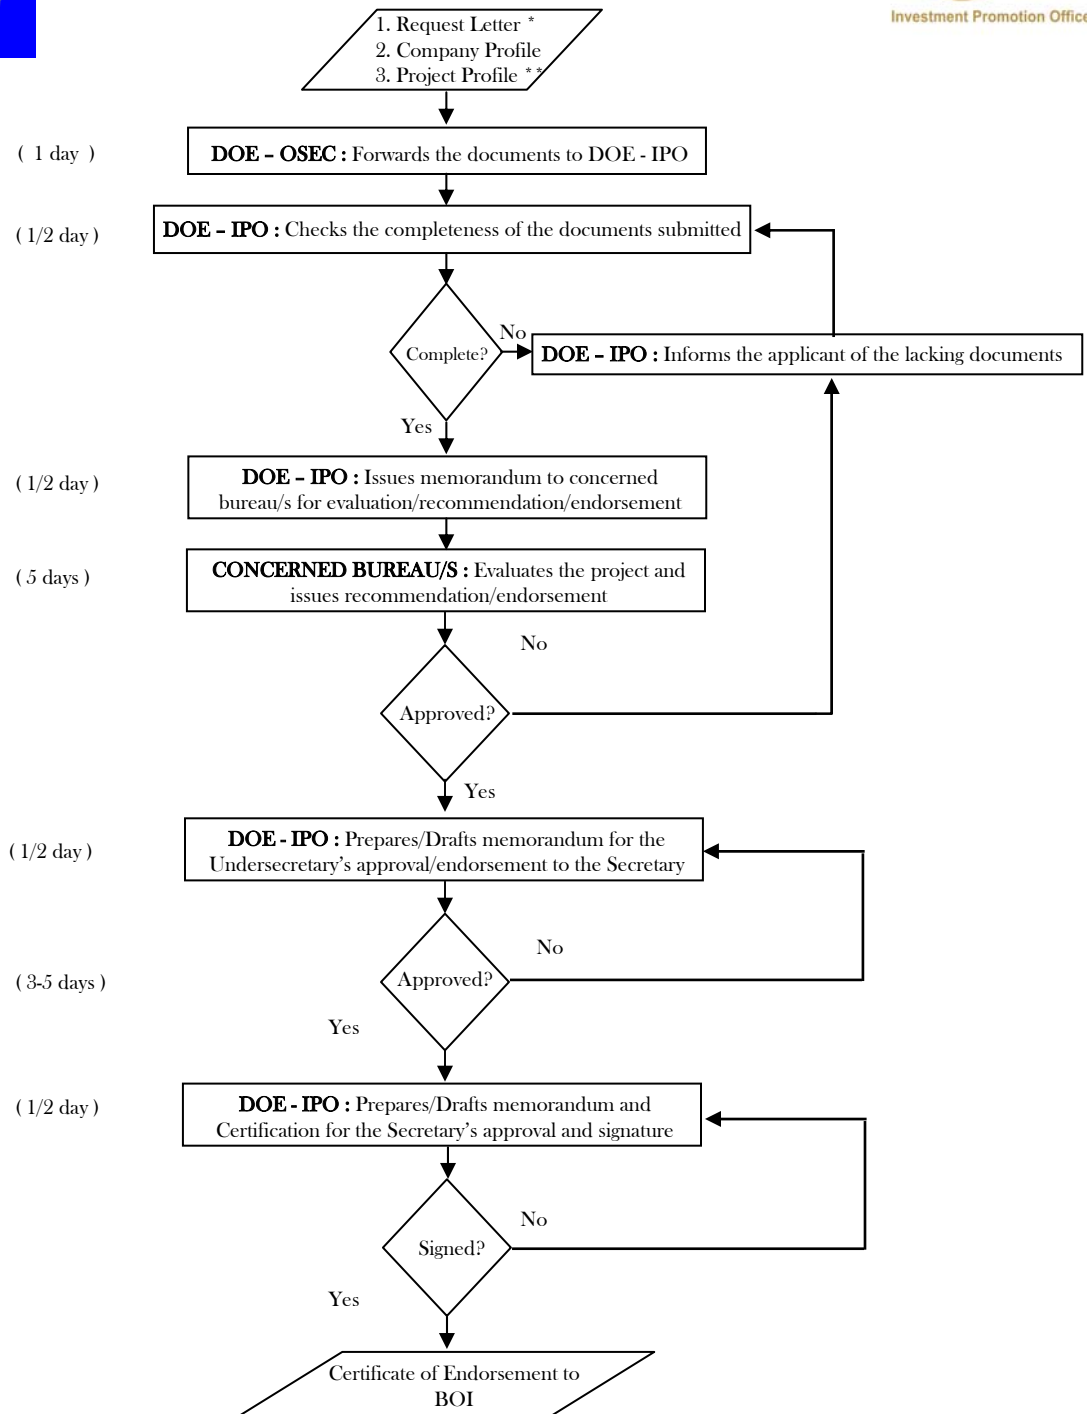 Investment Promotion Office
1. Request Letter *
2. Company Profile
3. Project Profile **
( 1 day )
DOE – OSEC : Forwards the documents to DOE - IPO
( 1/2 day )
DOE – IPO : Checks the completeness of the documents submitted
Complete?
No
DOE – IPO : Informs the applicant of the lacking documents
Yes
( 1/2 day )
DOE – IPO : Issues memorandum to concerned
bureau/s for evaluation/recommendation/endorsement
( 5 days )
CONCERNED BUREAU/S : Evaluates the project and
issues recommendation/endorsement
No
Approved?
Yes
( 1/2 day )
DOE - IPO : Prepares/Drafts memorandum for the
Undersecretary's approval/endorsement to the Secretary
No
Approved?
( 3-5 days )
Yes
( 1/2 day )
DOE - IPO : Prepares/Drafts memorandum and
Certification for the Secretary's approval and signature
No
Signed?
Yes
Certificate of Endorsement to
BOI